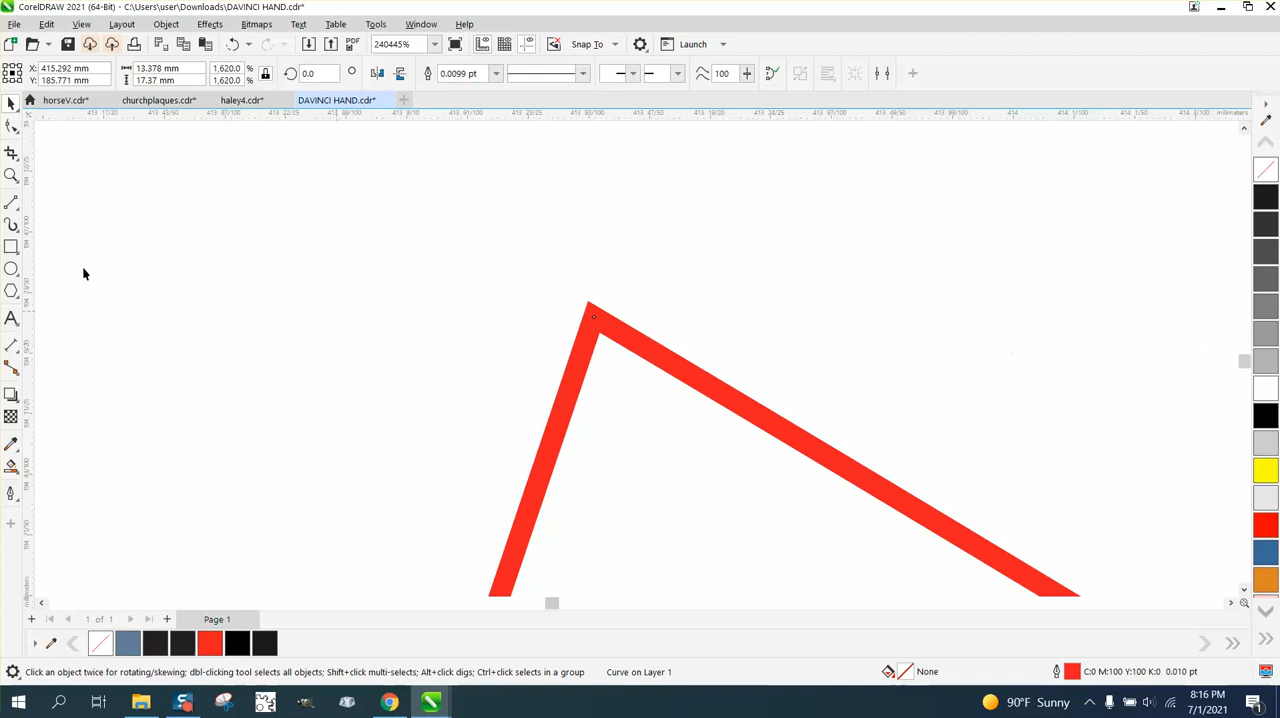 CorelDRAW 2021 (64-Bit) - C:\Users\user\Downloads\DAVINCI HAND.cdr*
File Edit View Layout Object Effects Bitmaps Text Table Tools Window Help
PDF 240445% Snap To Launch
X: 415.292 mm 13.378 mm 1,620.0 % 0.0 0.0099 pt 100
Y: 185.771 mm 17.37 mm 1,620.0 %
horseV.cdr* churchplaques.cdr* haley4.cdr* DAVINCI HAND.cdr*
millimeters
millimeters
1 of 1 Page 1
Click an object twice for rotating/skewing; dbl-clicking tool selects all objects; Shift+click multi-selects; Alt+click digs; Ctrl+click selects in a group Curve on Layer 1 None C:0 M:100 Y:100 K:0 0.010 pt
90°F Sunny 8:16 PM
7/1/2021